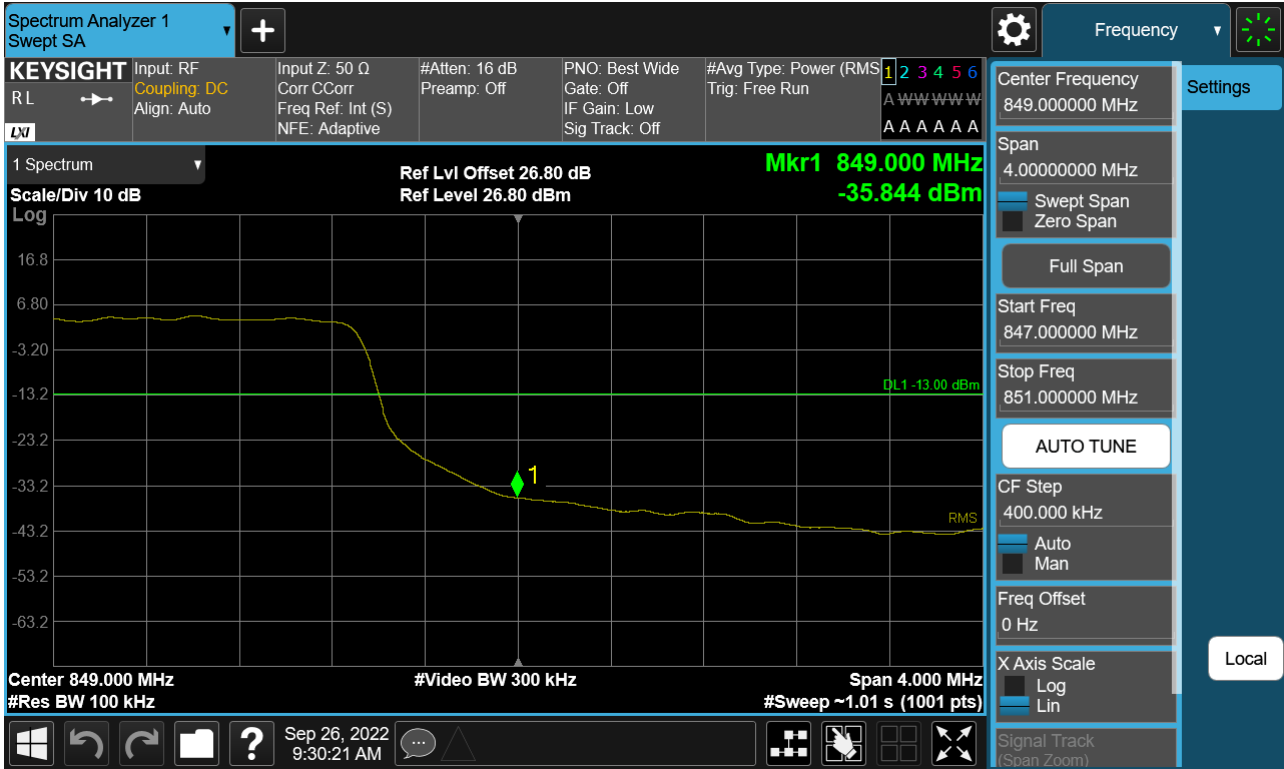 Spectrum Analyzer 1
Swept SA
+
Frequency
KEYSIGHT
R L
LXI
Input: RF
Coupling: DC
Align: Auto
Input Z: 50 Ω
Corr CCorr
Freq Ref: Int (S)
NFE: Adaptive
#Atten: 16 dB
Preamp: Off
PNO: Best Wide
Gate: Off
IF Gain: Low
Sig Track: Off
#Avg Type: Power (RMS
Trig: Free Run
1 2 3 4 5 6
A W W W W W
A A A A A A
1 Spectrum
Scale/Div 10 dB
Log
Ref Lvl Offset 26.80 dB
Ref Level 26.80 dBm
Mkr1 849.000 MHz
-35.844 dBm
16.8
6.80
-3.20
-13.2
-23.2
-33.2
-43.2
-53.2
-63.2
DL1 -13.00 dBm
1
RMS
Center 849.000 MHz
#Video BW 300 kHz
Span 4.000 MHz
#Res BW 100 kHz
#Sweep ~1.01 s (1001 pts)
Center Frequency
849.000000 MHz
Span
4.00000000 MHz
Swept Span
Zero Span
Full Span
Start Freq
847.000000 MHz
Stop Freq
851.000000 MHz
AUTO TUNE
CF Step
400.000 kHz
Auto
Man
Freq Offset
0 Hz
X Axis Scale
Log
Lin
Signal Track
(Span Zoom)
Settings
Local
?
Sep 26, 2022
9:30:21 AM